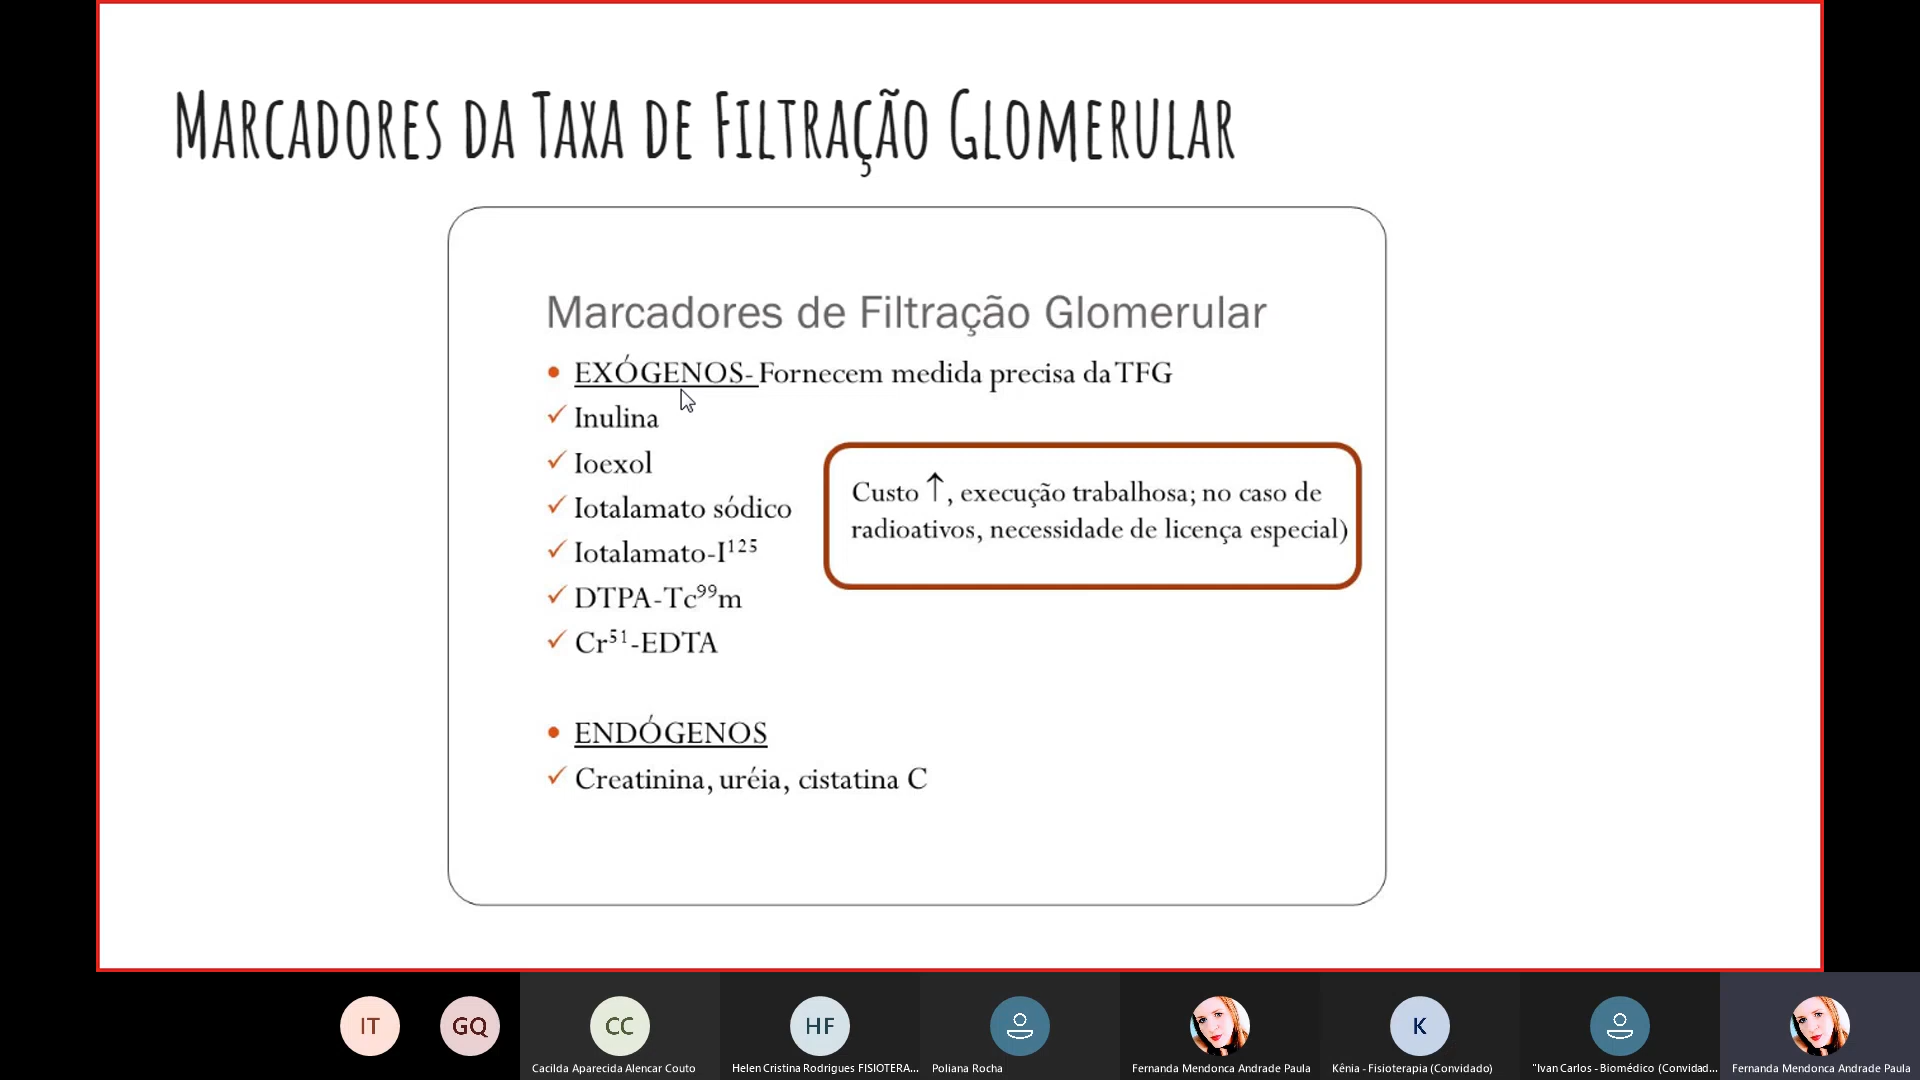 MARCADORES DA TAXA DE FILTRAÇÃO GLOMERULAR
Marcadores de Filtração Glomerular
• EXÓGENOS- Fornecem medida precisa da TFG
✓ Inulina
✓ Ioexol
✓ Iotalamato sódico
✓ Iotalamato-I¹²⁵
✓ DTPA-Tc⁹⁹m
✓ Cr⁵¹-EDTA
Custo ↑, execução trabalhosa; no caso de
radioativos, necessidade de licença especial)
• ENDÓGENOS
✓ Creatinina, uréia, cistatina C
IT
GQ
CC
HF
K
Cacilda Aparecida Alencar Couto
Helen Cristina Rodrigues FISIOTERA...
Poliana Rocha
Fernanda Mendonca Andrade Paula
Kênia - Fisioterapia (Convidado)
"Ivan Carlos - Biomédico (Convidad...
Fernanda Mendonca Andrade Paula